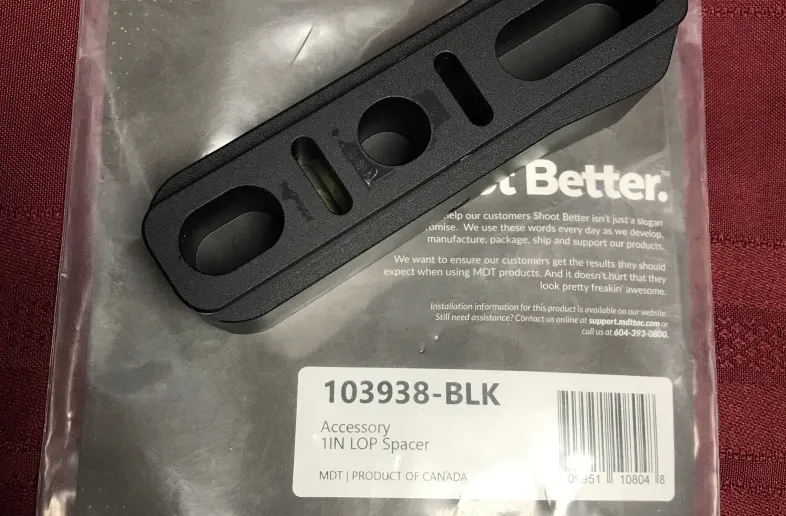 Better.™
help our customers Shoot Better isn't just a slogan
We use these words every day as we develop,
manufacture, package, ship and support our products.
We want to ensure our customers get the results they should
expect when using MDT products. And it doesn't hurt that they
look pretty freakin' awesome.
Installation information for this product is available on our website.
Still need assistance? Contact us online at support.mdttac.com or
call us at 604-393-0800.
103938-BLK
Accessory
1IN LOP Spacer
MDT | PRODUCT OF CANADA
09951 10804 8